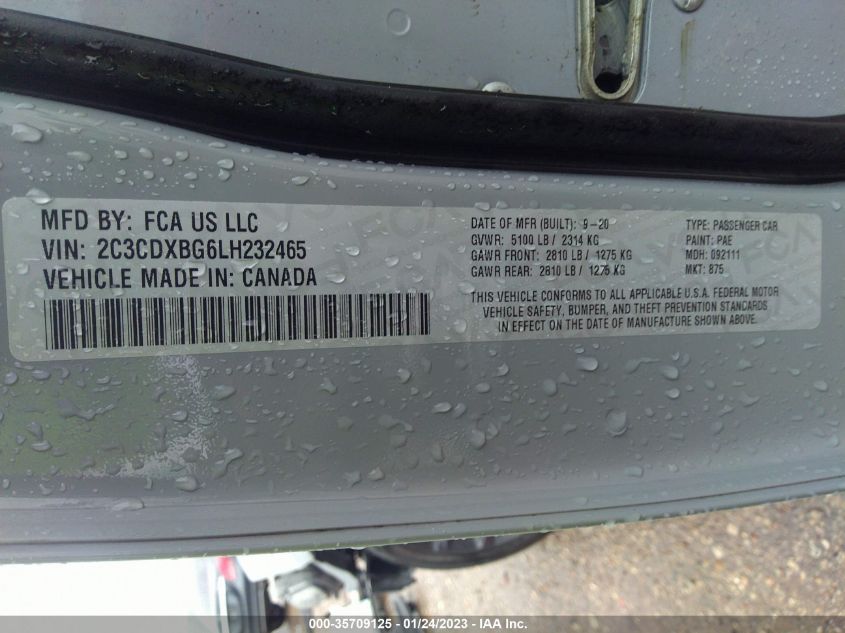 MFD BY: FCA US LLC
VIN: 2C3CDXBG6LH232465
VEHICLE MADE IN: CANADA
DATE OF MFR (BUILT): 9-20
GVWR: 5100 LB / 2314 KG
GAWR FRONT: 2810 LB / 1275 KG
GAWR REAR: 2810 LB / 1275 KG
TYPE: PASSENGER CAR
PAINT: PAE
MDH: 092111
MKT: 875
THIS VEHICLE CONFORMS TO ALL APPLICABLE U.S.A. FEDERAL MOTOR
VEHICLE SAFETY, BUMPER, AND THEFT PREVENTION STANDARDS
IN EFFECT ON THE DATE OF MANUFACTURE SHOWN ABOVE.
000-35709125 - 01/24/2023 - IAA Inc.